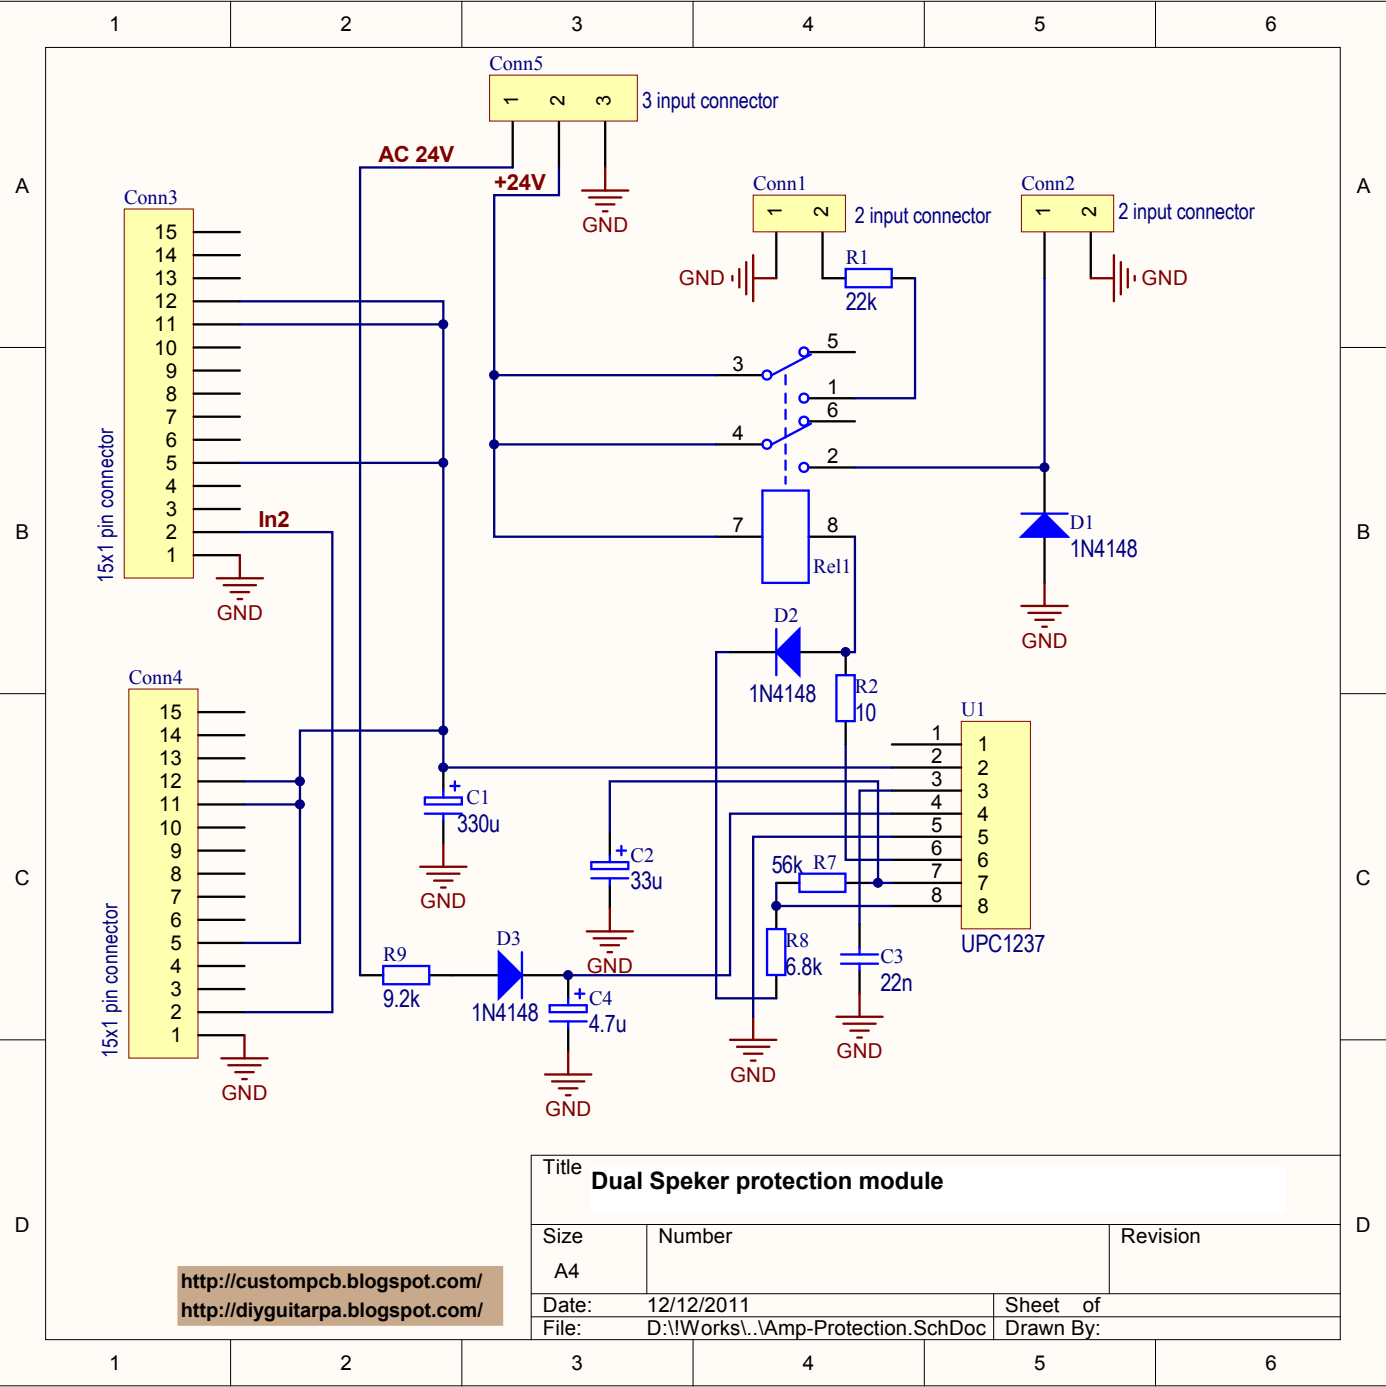 1 2 3 4 5 6
A
B
C
D
A
B
C
D
Conn5
1 2 3
3 input connector
AC 24V
+24V
GND
Conn3
15
14
13
12
11
10
9
8
7
6
5
4
3
2
1
15x1 pin connector
In2
GND
Conn1
1 2
2 input connector
GND
R1
22k
Conn2
1 2
2 input connector
GND
3
5
1
4
6
2
7
8
Rel1
D1
1N4148
GND
D2
1N4148
R2
10
Conn4
15
14
13
12
11
10
9
8
7
6
5
4
3
2
1
15x1 pin connector
GND
+
C1
330u
GND
+
C2
33u
GND
U1
1 1
2 2
3 3
4 4
5 5
6 6
7 7
8 8
UPC1237
56k R7
R8
6.8k
C3
22n
GND
GND
R9
9.2k
D3
1N4148
+
C4
4.7u
GND
Title
Dual Speker protection module
Size
A4
Number
Revision
Date: 12/12/2011
Sheet of
File: D:\!Works\..\Amp-Protection.SchDoc
Drawn By:
http://custompcb.blogspot.com/
http://diyguitarpa.blogspot.com/
1 2 3 4 5 6